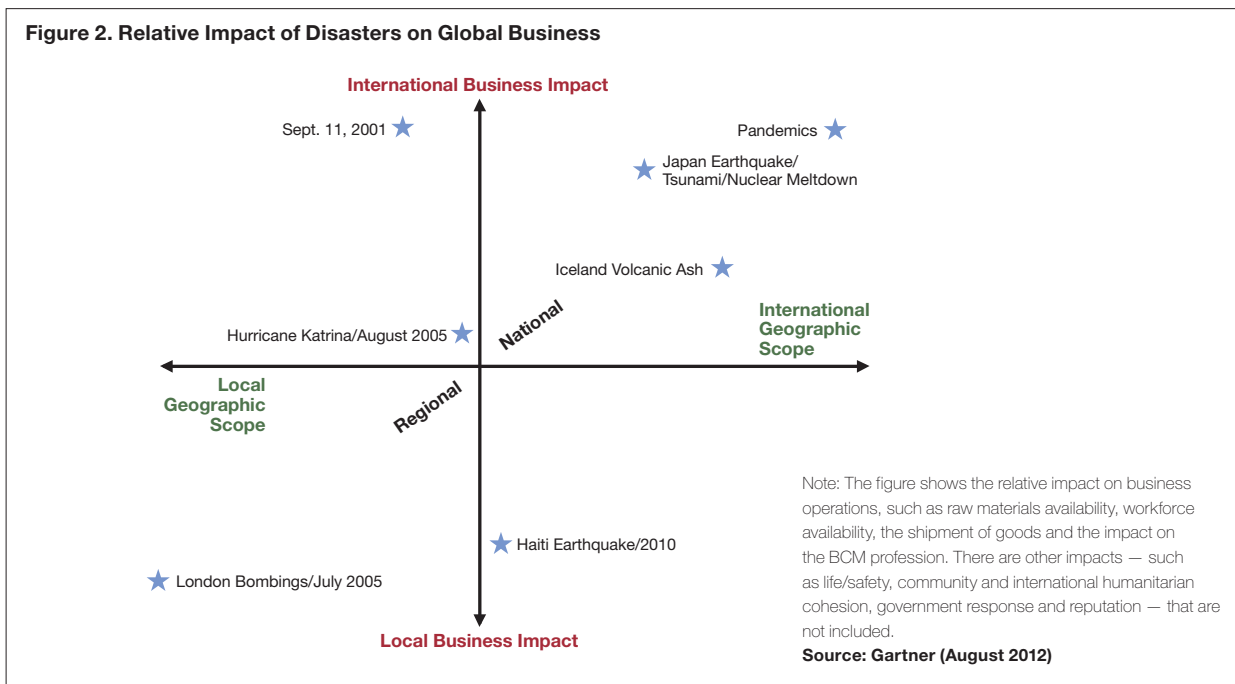 Figure 2. Relative Impact of Disasters on Global Business
International Business Impact
Sept. 11, 2001
Pandemics
Japan Earthquake/
Tsunami/Nuclear Meltdown
Iceland Volcanic Ash
International
Geographic
Scope
National
Hurricane Katrina/August 2005
Local
Geographic
Scope
Regional
Note: The figure shows the relative impact on business
operations, such as raw materials availability, workforce
availability, the shipment of goods and the impact on
the BCM profession. There are other impacts — such
as life/safety, community and international humanitarian
cohesion, government response and reputation — that are
not included.
Source: Gartner (August 2012)
Haiti Earthquake/2010
London Bombings/July 2005
Local Business Impact